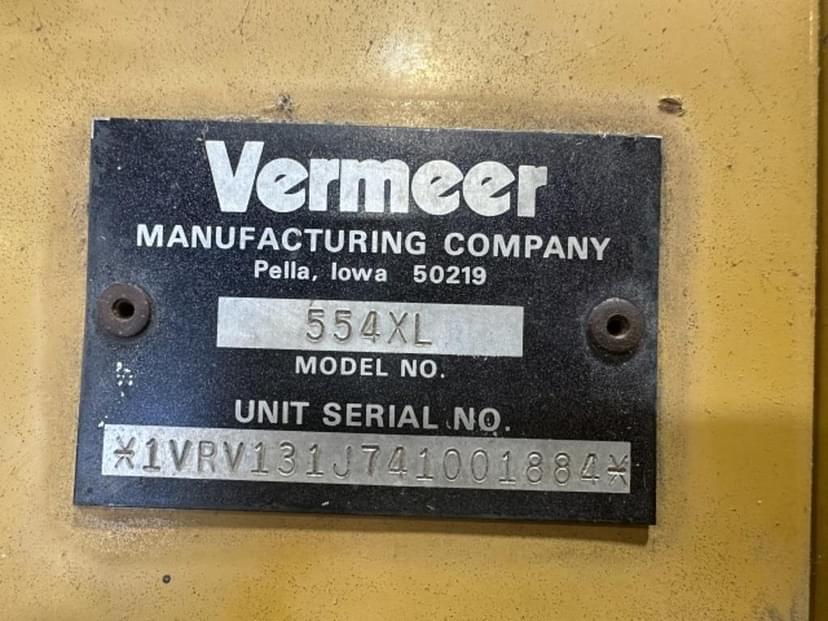 Vermeer
MANUFACTURING COMPANY
Pella, Iowa 50219
554XL
MODEL NO.
UNIT SERIAL NO.
*1VRV131J741001884*